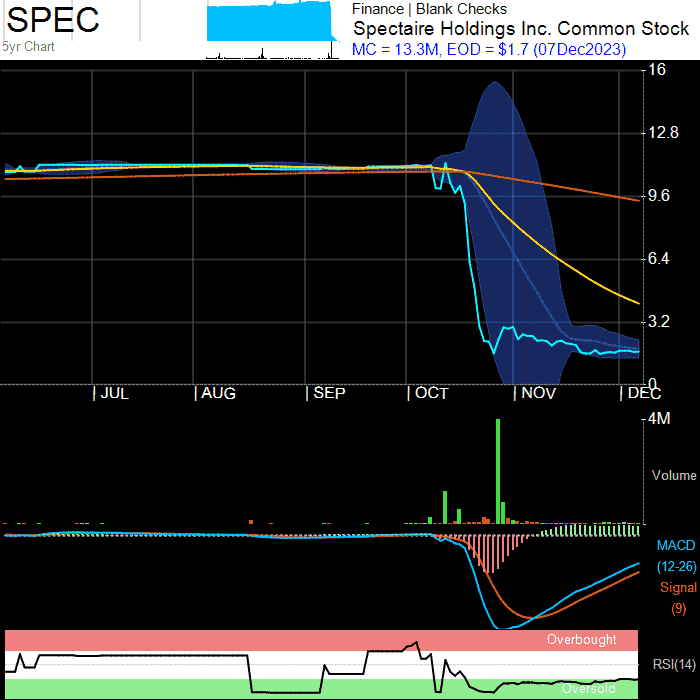 SPEC
5yr Chart
Finance | Blank Checks
Spectaire Holdings Inc. Common Stock
MC = 13.3M, EOD = $1.7 (07Dec2023)
16
12.8
9.6
6.4
3.2
0
JUL
AUG
SEP
OCT
NOV
DEC
4M
Volume
MACD
(12-26)
Signal
(9)
Overbought
RSI(14)
Oversold